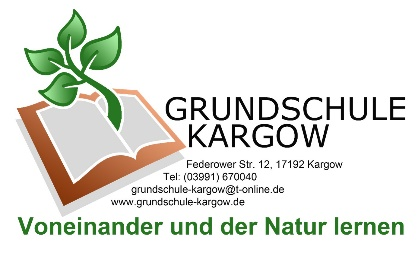 GRUNDSCHULE
KARGOW
Federower Str. 12, 17192 Kargow
Tel: (03991) 670040
grundschule-kargow@t-online.de
www.grundschule-kargow.de
Voneinander und der Natur lernen